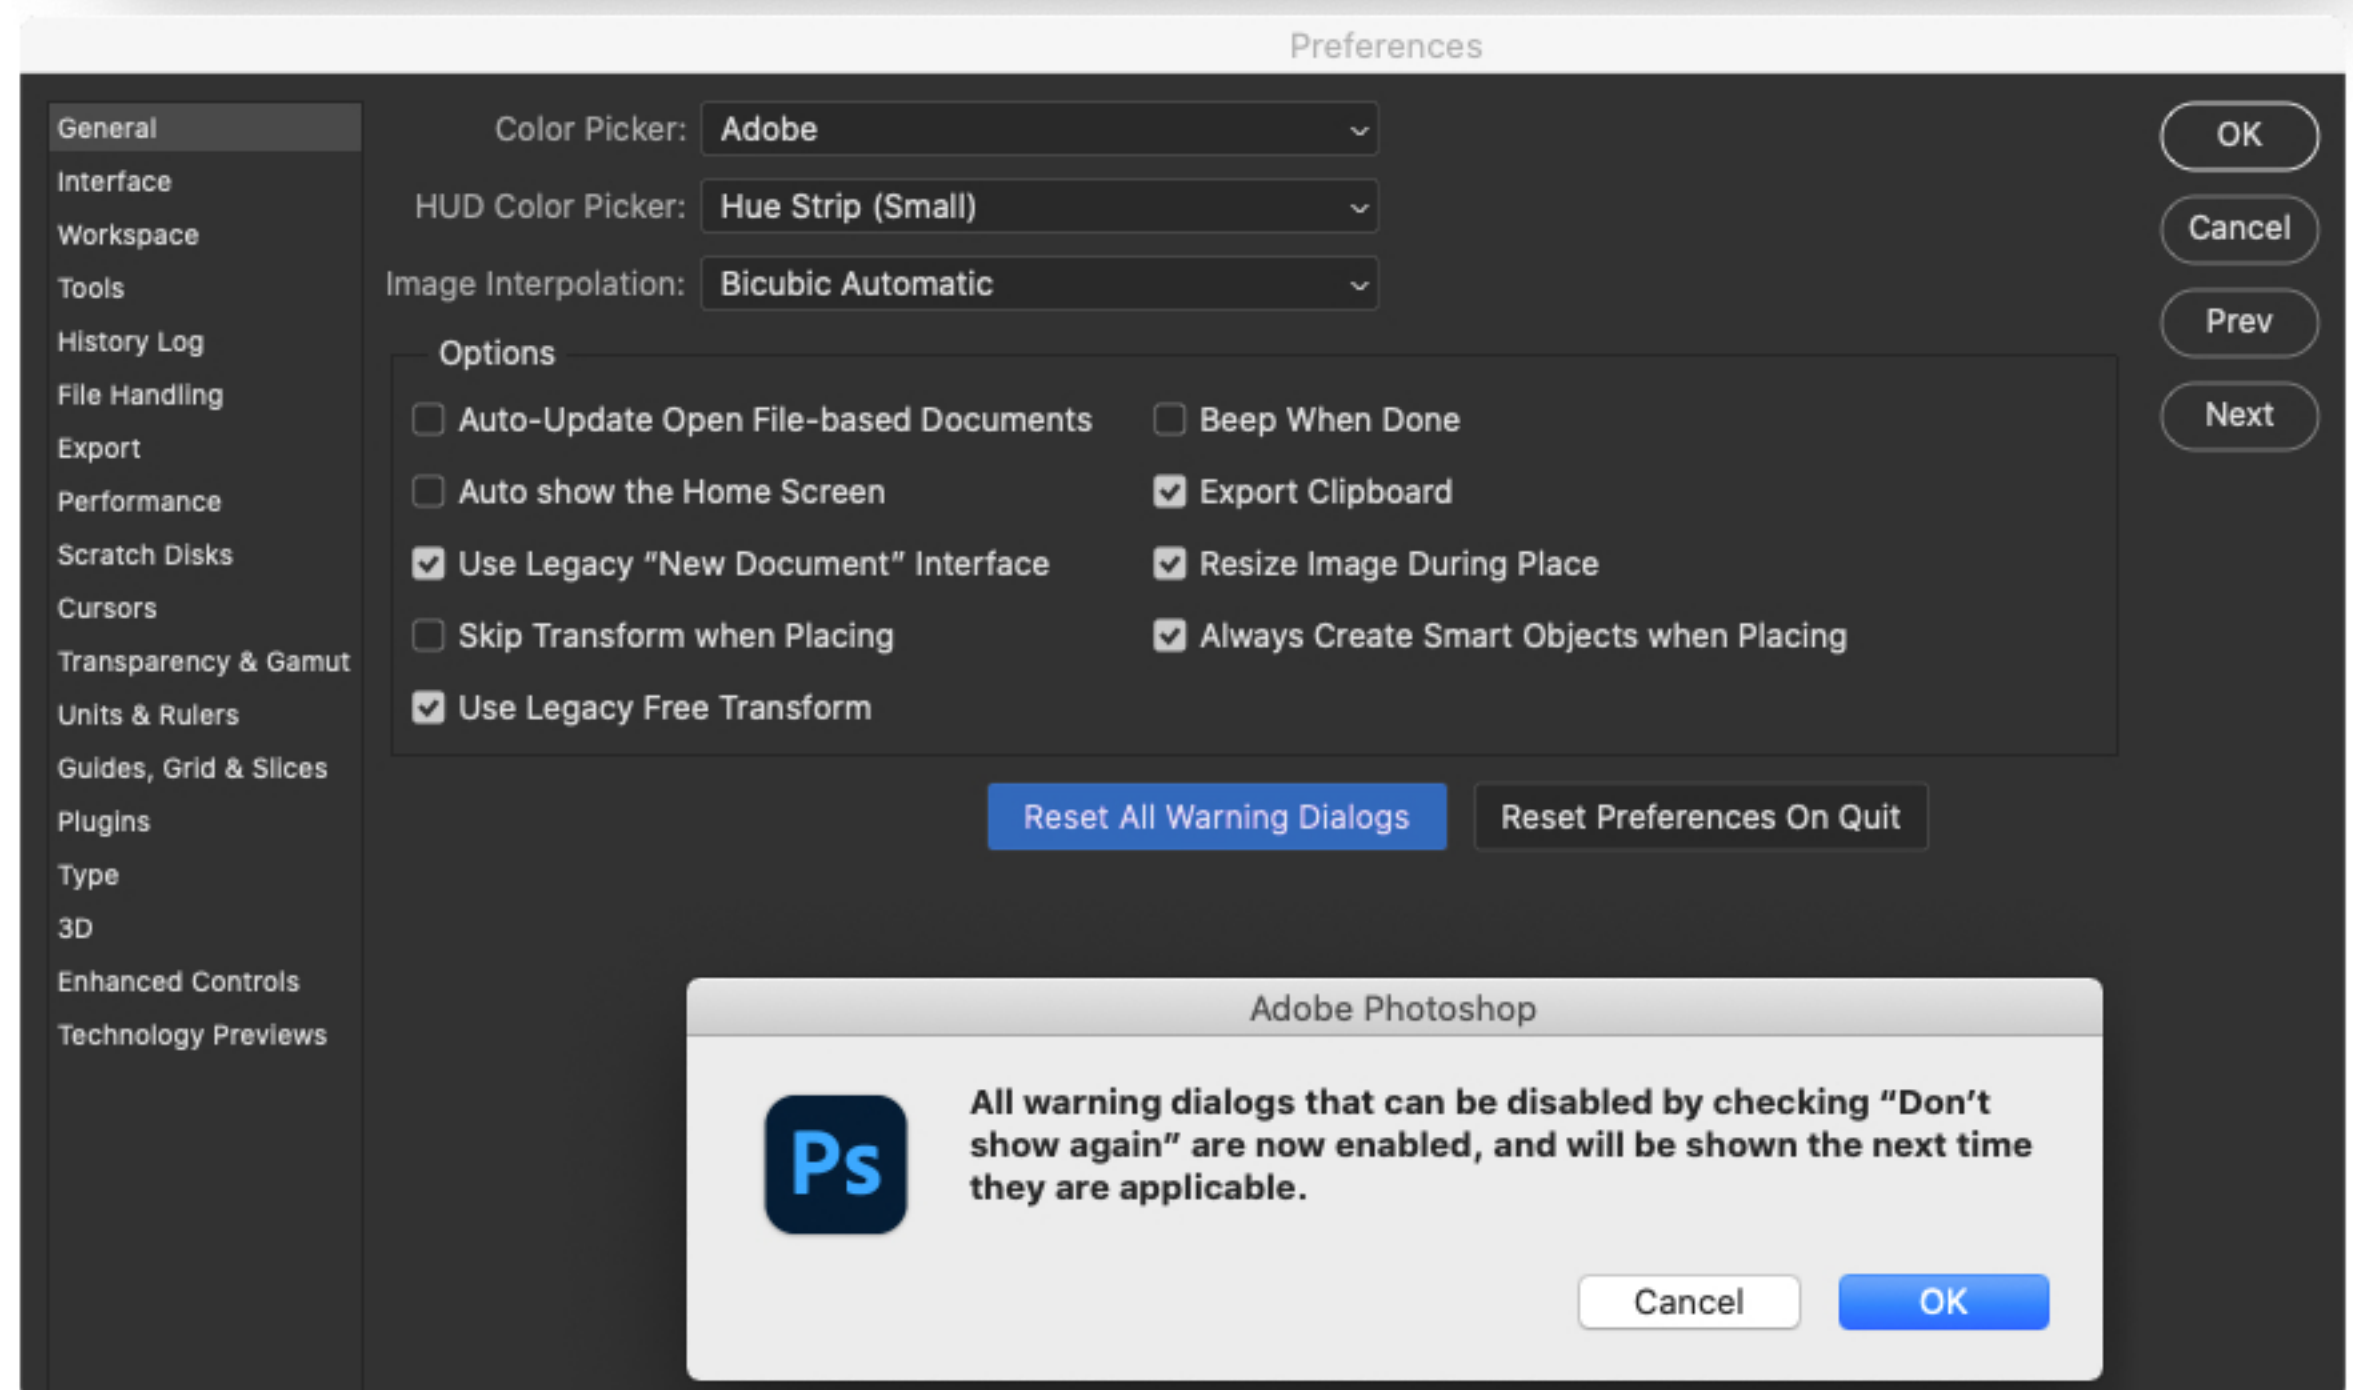 Preferences
General
Interface
Workspace
Tools
History Log
File Handling
Export
Performance
Scratch Disks
Cursors
Transparency & Gamut
Units & Rulers
Guides, Grid & Slices
Plugins
Type
3D
Enhanced Controls
Technology Previews
Color Picker: Adobe
HUD Color Picker: Hue Strip (Small)
Image Interpolation: Bicubic Automatic
Options
Auto-Update Open File-based Documents
Auto show the Home Screen
Use Legacy “New Document” Interface
Skip Transform when Placing
Use Legacy Free Transform
Beep When Done
Export Clipboard
Resize Image During Place
Always Create Smart Objects when Placing
Reset All Warning Dialogs
Reset Preferences On Quit
OK
Cancel
Prev
Next
Adobe Photoshop
Ps
All warning dialogs that can be disabled by checking “Don’t
show again” are now enabled, and will be shown the next time
they are applicable.
Cancel
OK